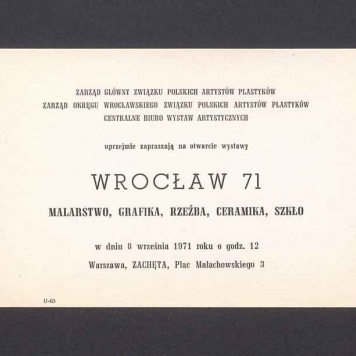 ZARZĄD GŁÓWNY ZWIĄZKU POLSKICH ARTYSTÓW PLASTYKÓW
ZARZĄD OKRĘGU WROCŁAWSKIEGO ZWIĄZKU POLSKICH ARTYSTÓW PLASTYKÓW
CENTRALNE BIURO WYSTAW ARTYSTYCZNYCH
uprzejmie zapraszają na otwarcie wystawy
WROCŁAW 71
MALARSTWO, GRAFIKA, RZEŹBA, CERAMIKA, SZKŁO
w dniu 8 września 1971 roku o godz. 12
Warszawa, ZACHĘTA, Plac Małachowskiego 3
U-63